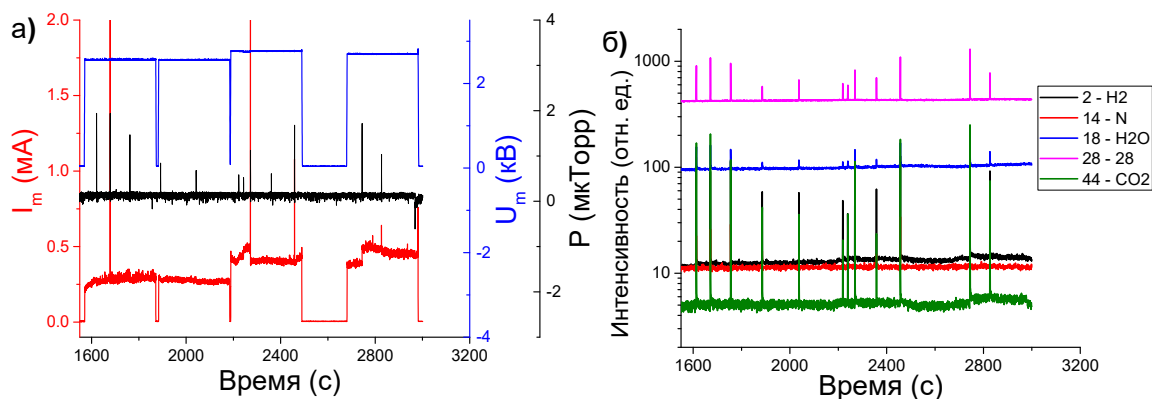 а)
2.0
1.5
1.0
0.5
0.0
I_m (мА)
2
0
-2
-4
U_m (кВ)
4
2
0
-2
P (мкТорр)
1600 2000 2400 2800 3200
Время (с)
б)
1000
100
10
Интенсивность (отн. ед.)
1600 2000 2400 2800 3200
Время (с)
2 - H2
14 - N
18 - H2O
28 - 28
44 - CO2